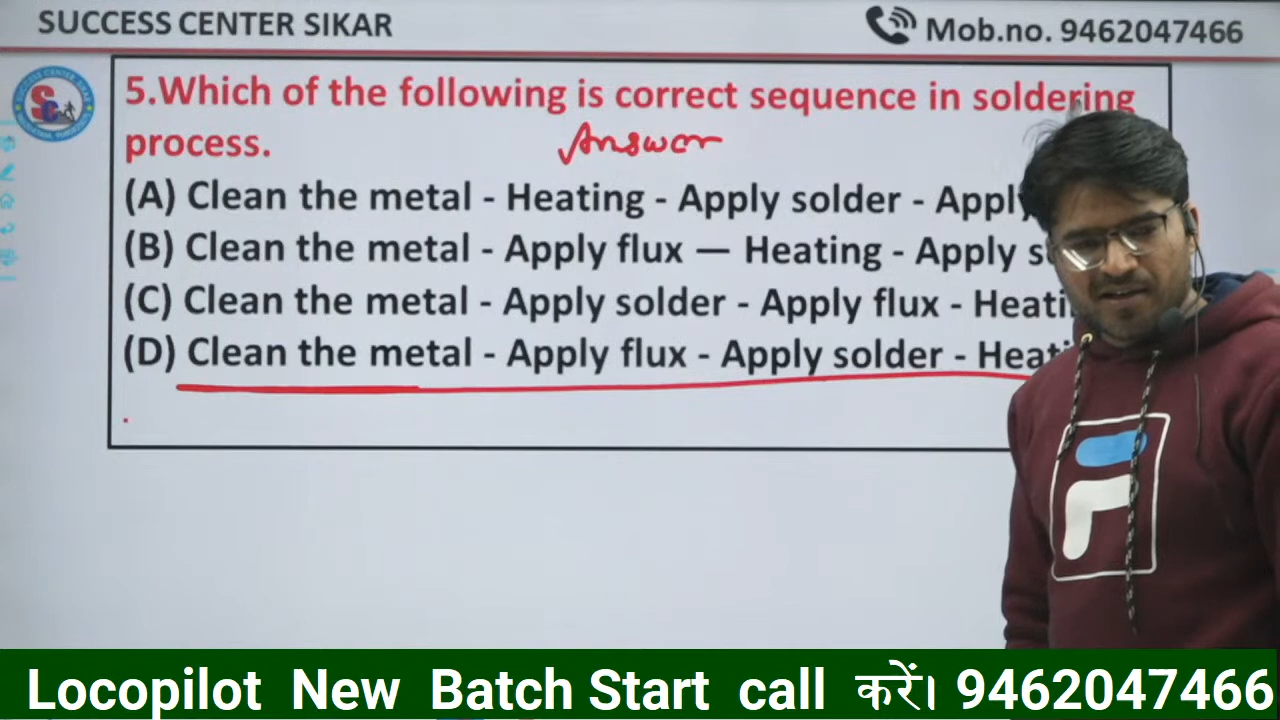 SUCCESS CENTER SIKAR
Mob.no. 9462047466
5.Which of the following is correct sequence in soldering
process.
Answer
(A) Clean the metal - Heating - Apply solder - Apply
(B) Clean the metal - Apply flux — Heating - Apply
(C) Clean the metal - Apply solder - Apply flux -
(D) Clean the metal - Apply flux - Apply solder -
Locopilot New Batch Start call करें। 9462047466